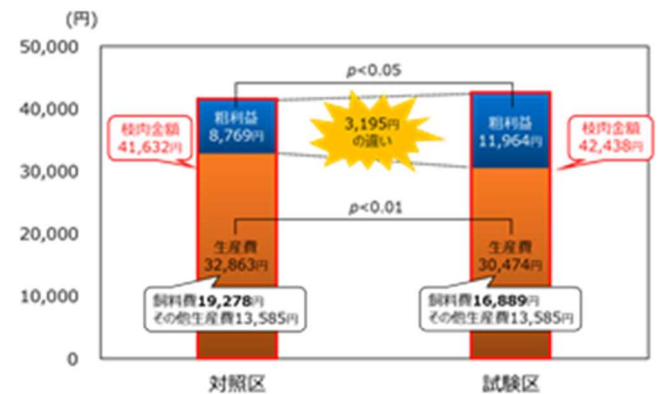 (円)
50,000
40,000
30,000
20,000
10,000
0
p<0.05
粗利益
8,769円
3,195円
の違い
粗利益
11,964円
枝肉金額
41,632円
枝肉金額
42,438円
p<0.01
生産費
32,863円
生産費
30,474円
飼料費19,278円
その他生産費13,585円
飼料費16,889円
その他生産費13,585円
対照区
試験区